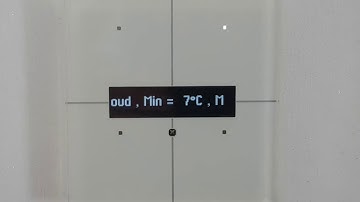 oud , Min = 7°C , M